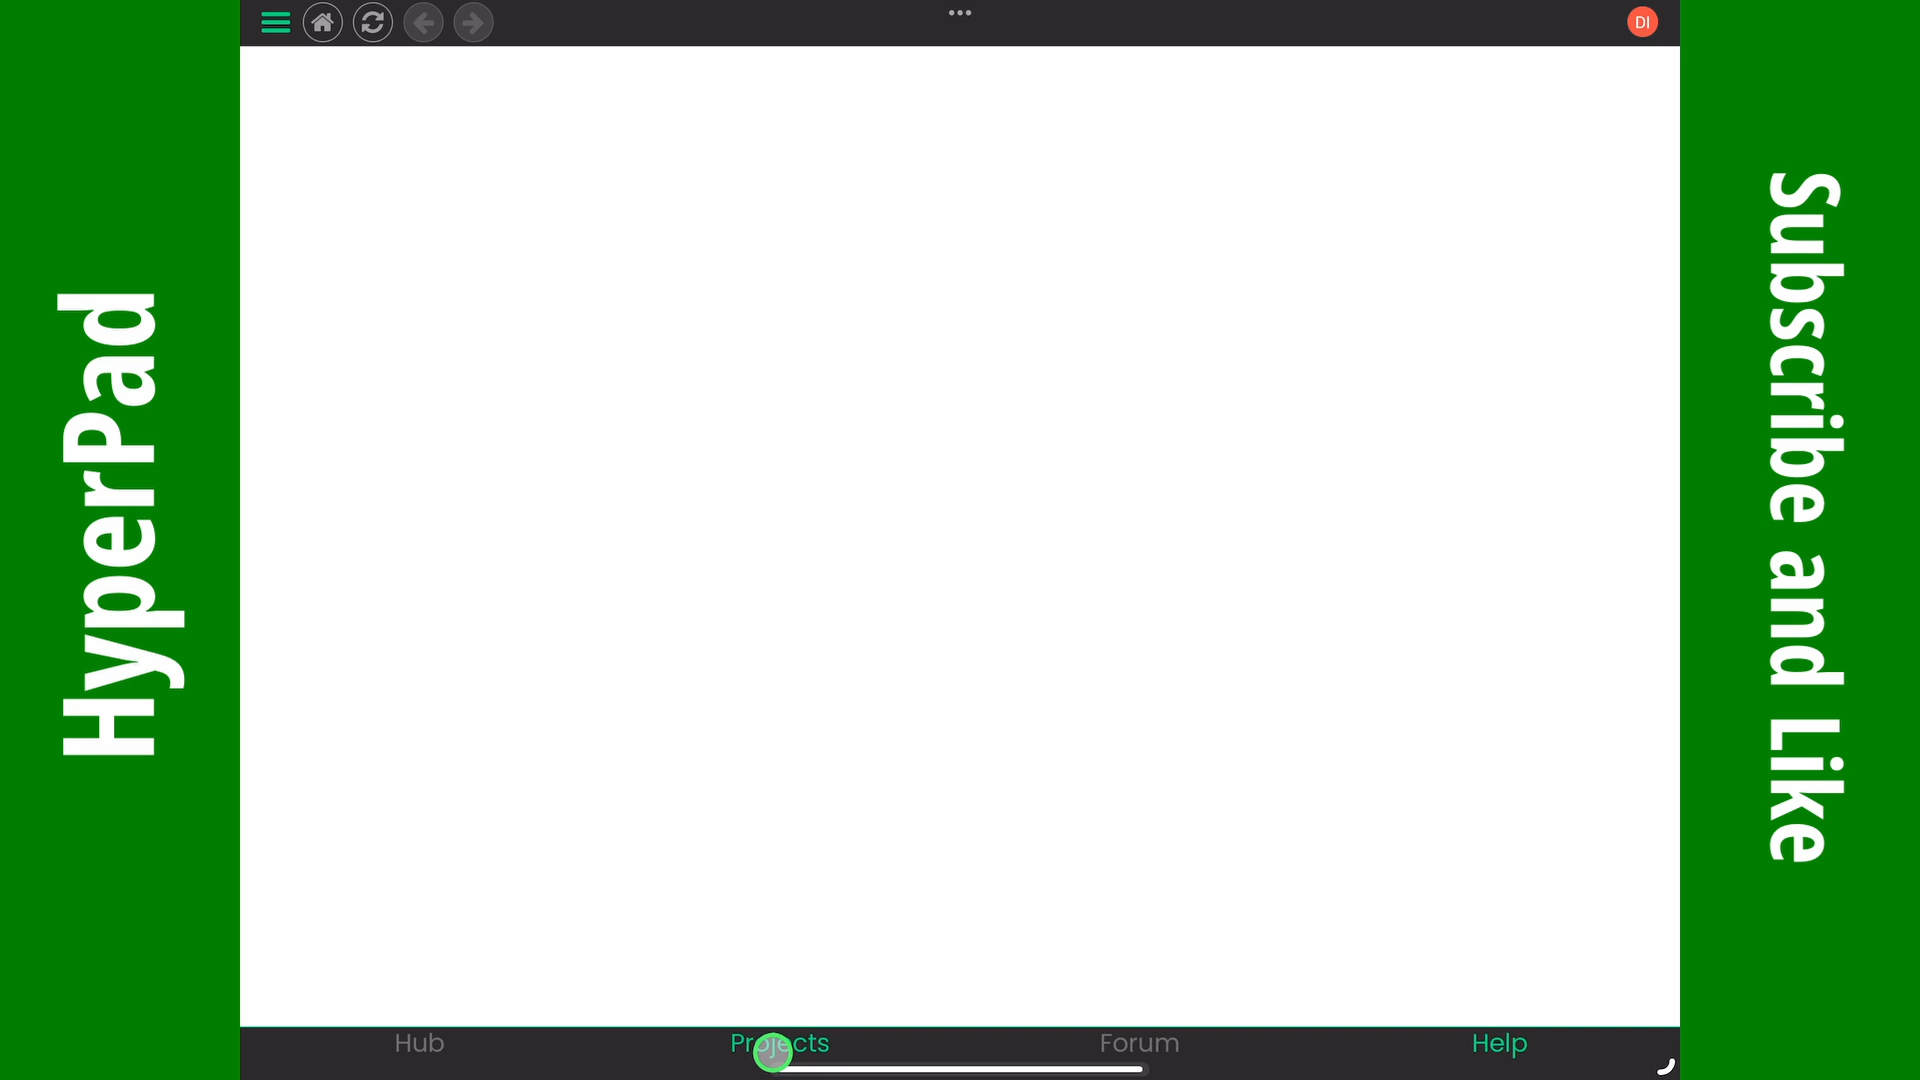 DI
HyperPad
Subscribe and Like
Hub
Projects
Forum
Help